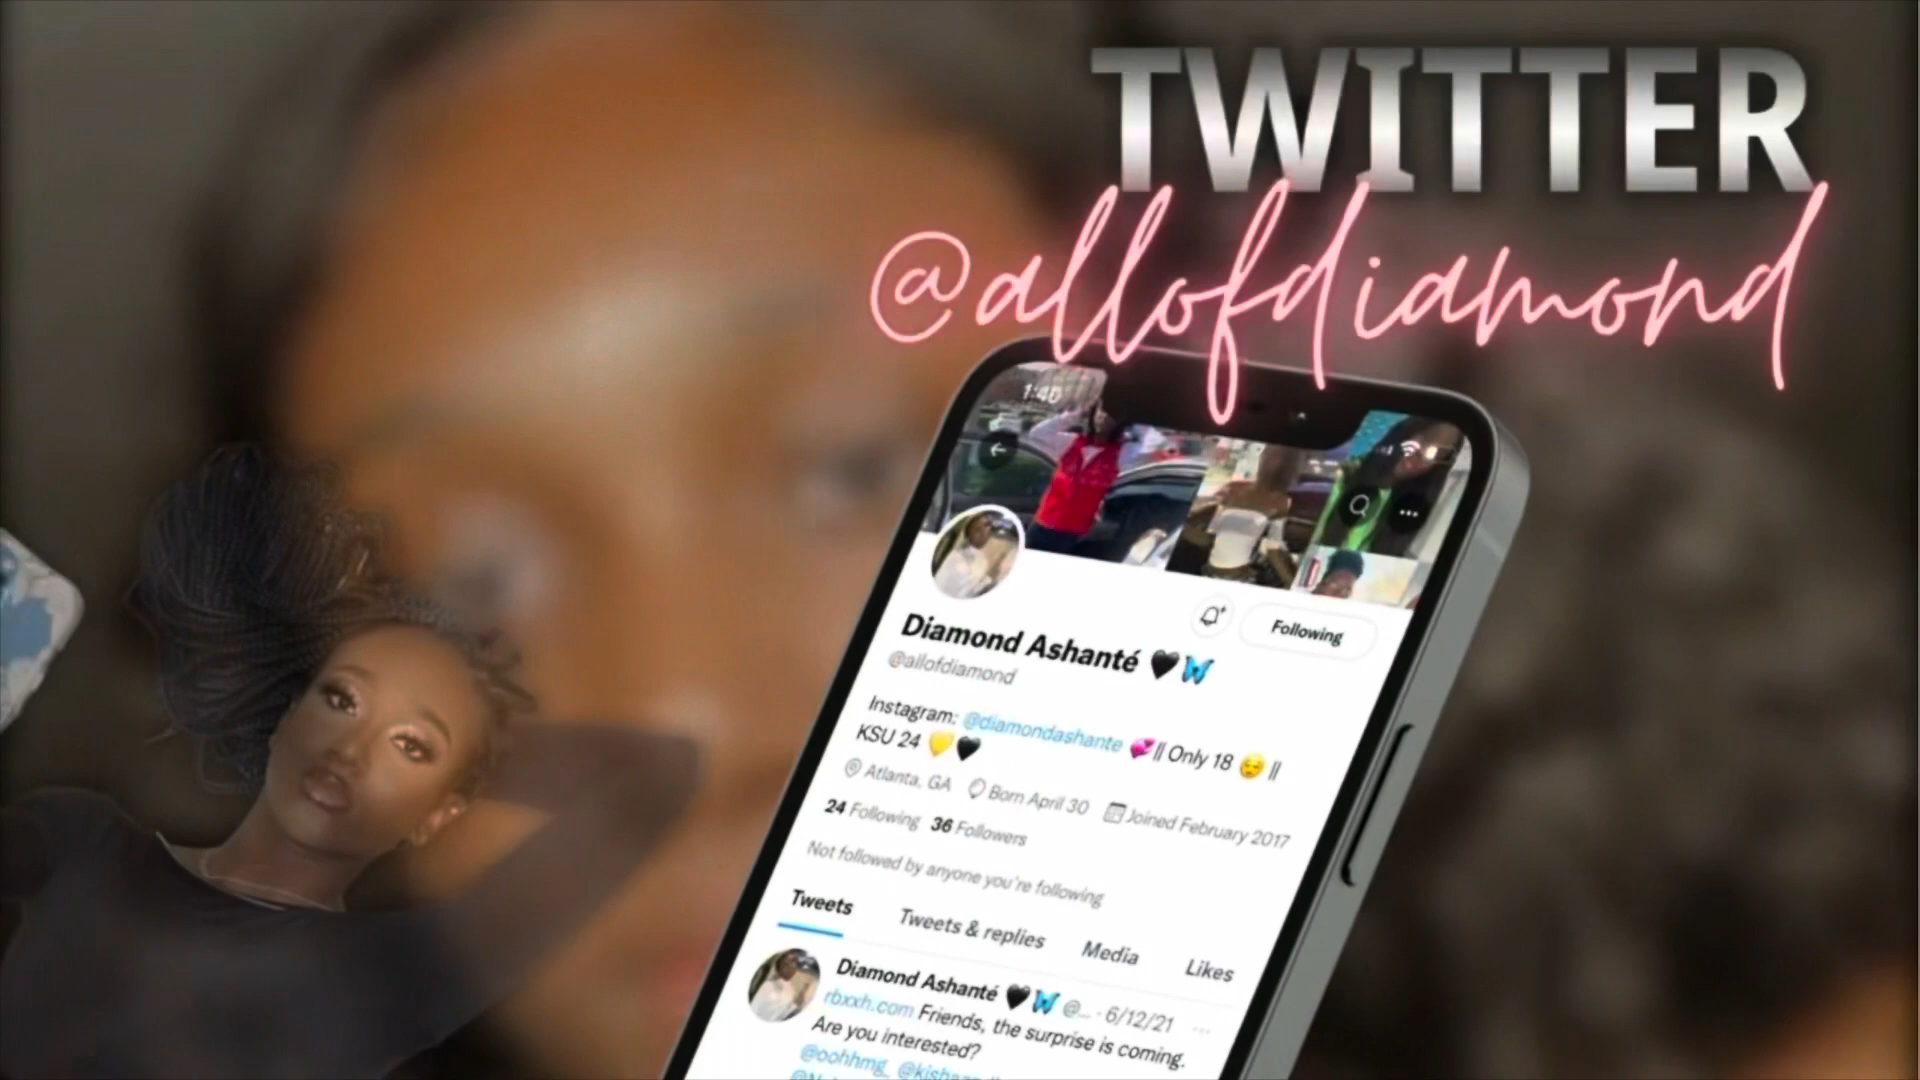 TWITTER
@allofdiamond
1:40
Following
Diamond Ashanté 🖤🦋
@allofdiamond
Instagram: @diamondashante 💞|| Only 18 😔 ||
KSU 24 💛🖤
Atlanta, GA Born April 30 Joined February 2017
24 Following 36 Followers
Not followed by anyone you're following
Tweets Tweets & replies Media Likes
Diamond Ashanté 🖤🦋 @... · 6/12/21 ...
rbxxh.com Friends, the surprise is coming.
Are you interested?
@oohhmg_